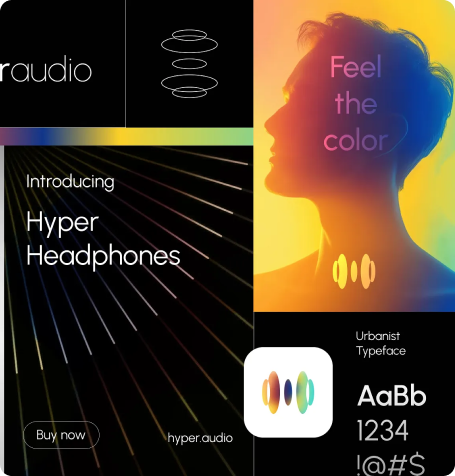 raudio
Introducing
Hyper
Headphones
Buy now
hyper.audio
Feel
the
color
Urbanist
Typeface
AaBb
1234
!@#$